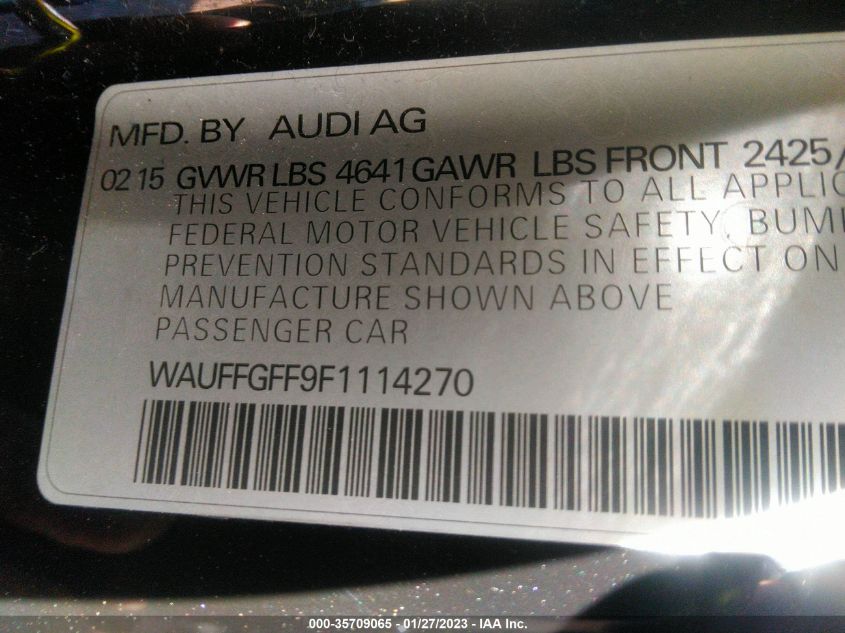 MFD. BY AUDI AG
02 15 GVWR LBS 4641 GAWR LBS FRONT 2425/
THIS VEHICLE CONFORMS TO ALL APPLIC
FEDERAL MOTOR VEHICLE SAFETY, BUM
PREVENTION STANDARDS IN EFFECT ON
MANUFACTURE SHOWN ABOVE
PASSENGER CAR
WAUFFGFF9F1114270
000-35709065 - 01/27/2023 - IAA Inc.